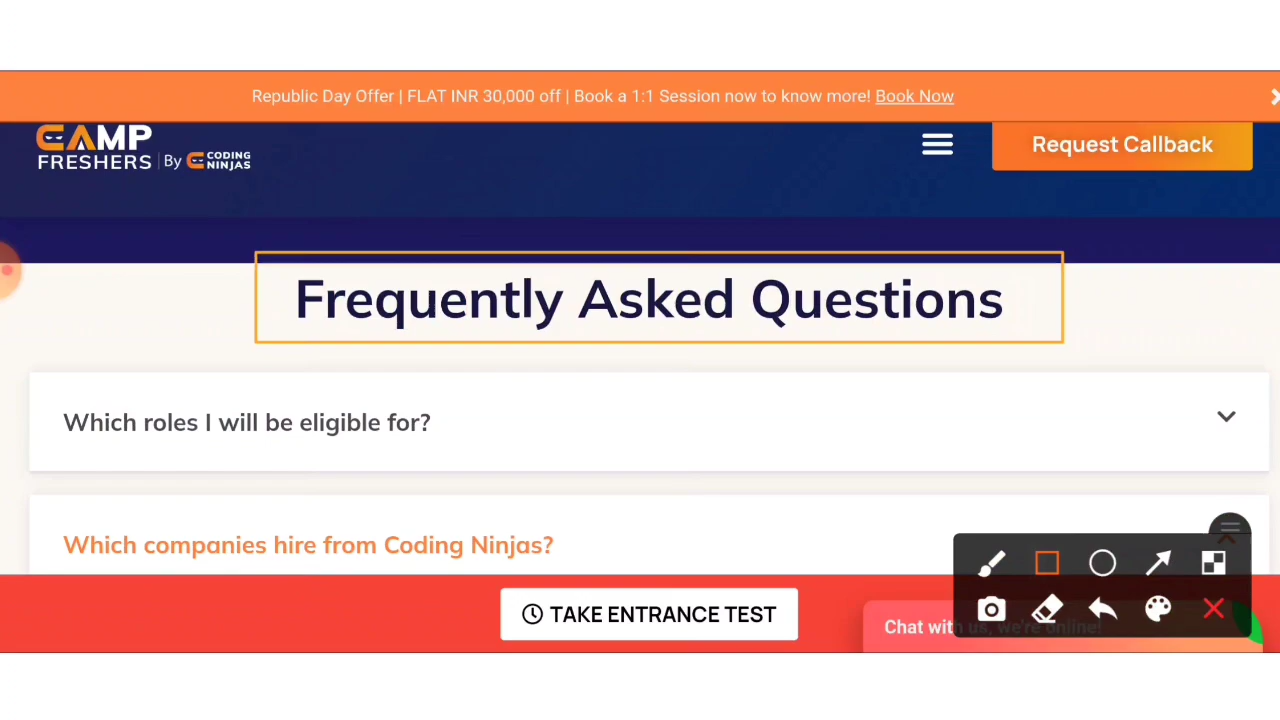 Republic Day Offer | FLAT INR 30,000 off | Book a 1:1 Session now to know more! Book Now
CAMP
FRESHERS | By CODING NINJAS
Request Callback
Frequently Asked Questions
Which roles I will be eligible for?
Which companies hire from Coding Ninjas?
TAKE ENTRANCE TEST
Chat with us, we're online!